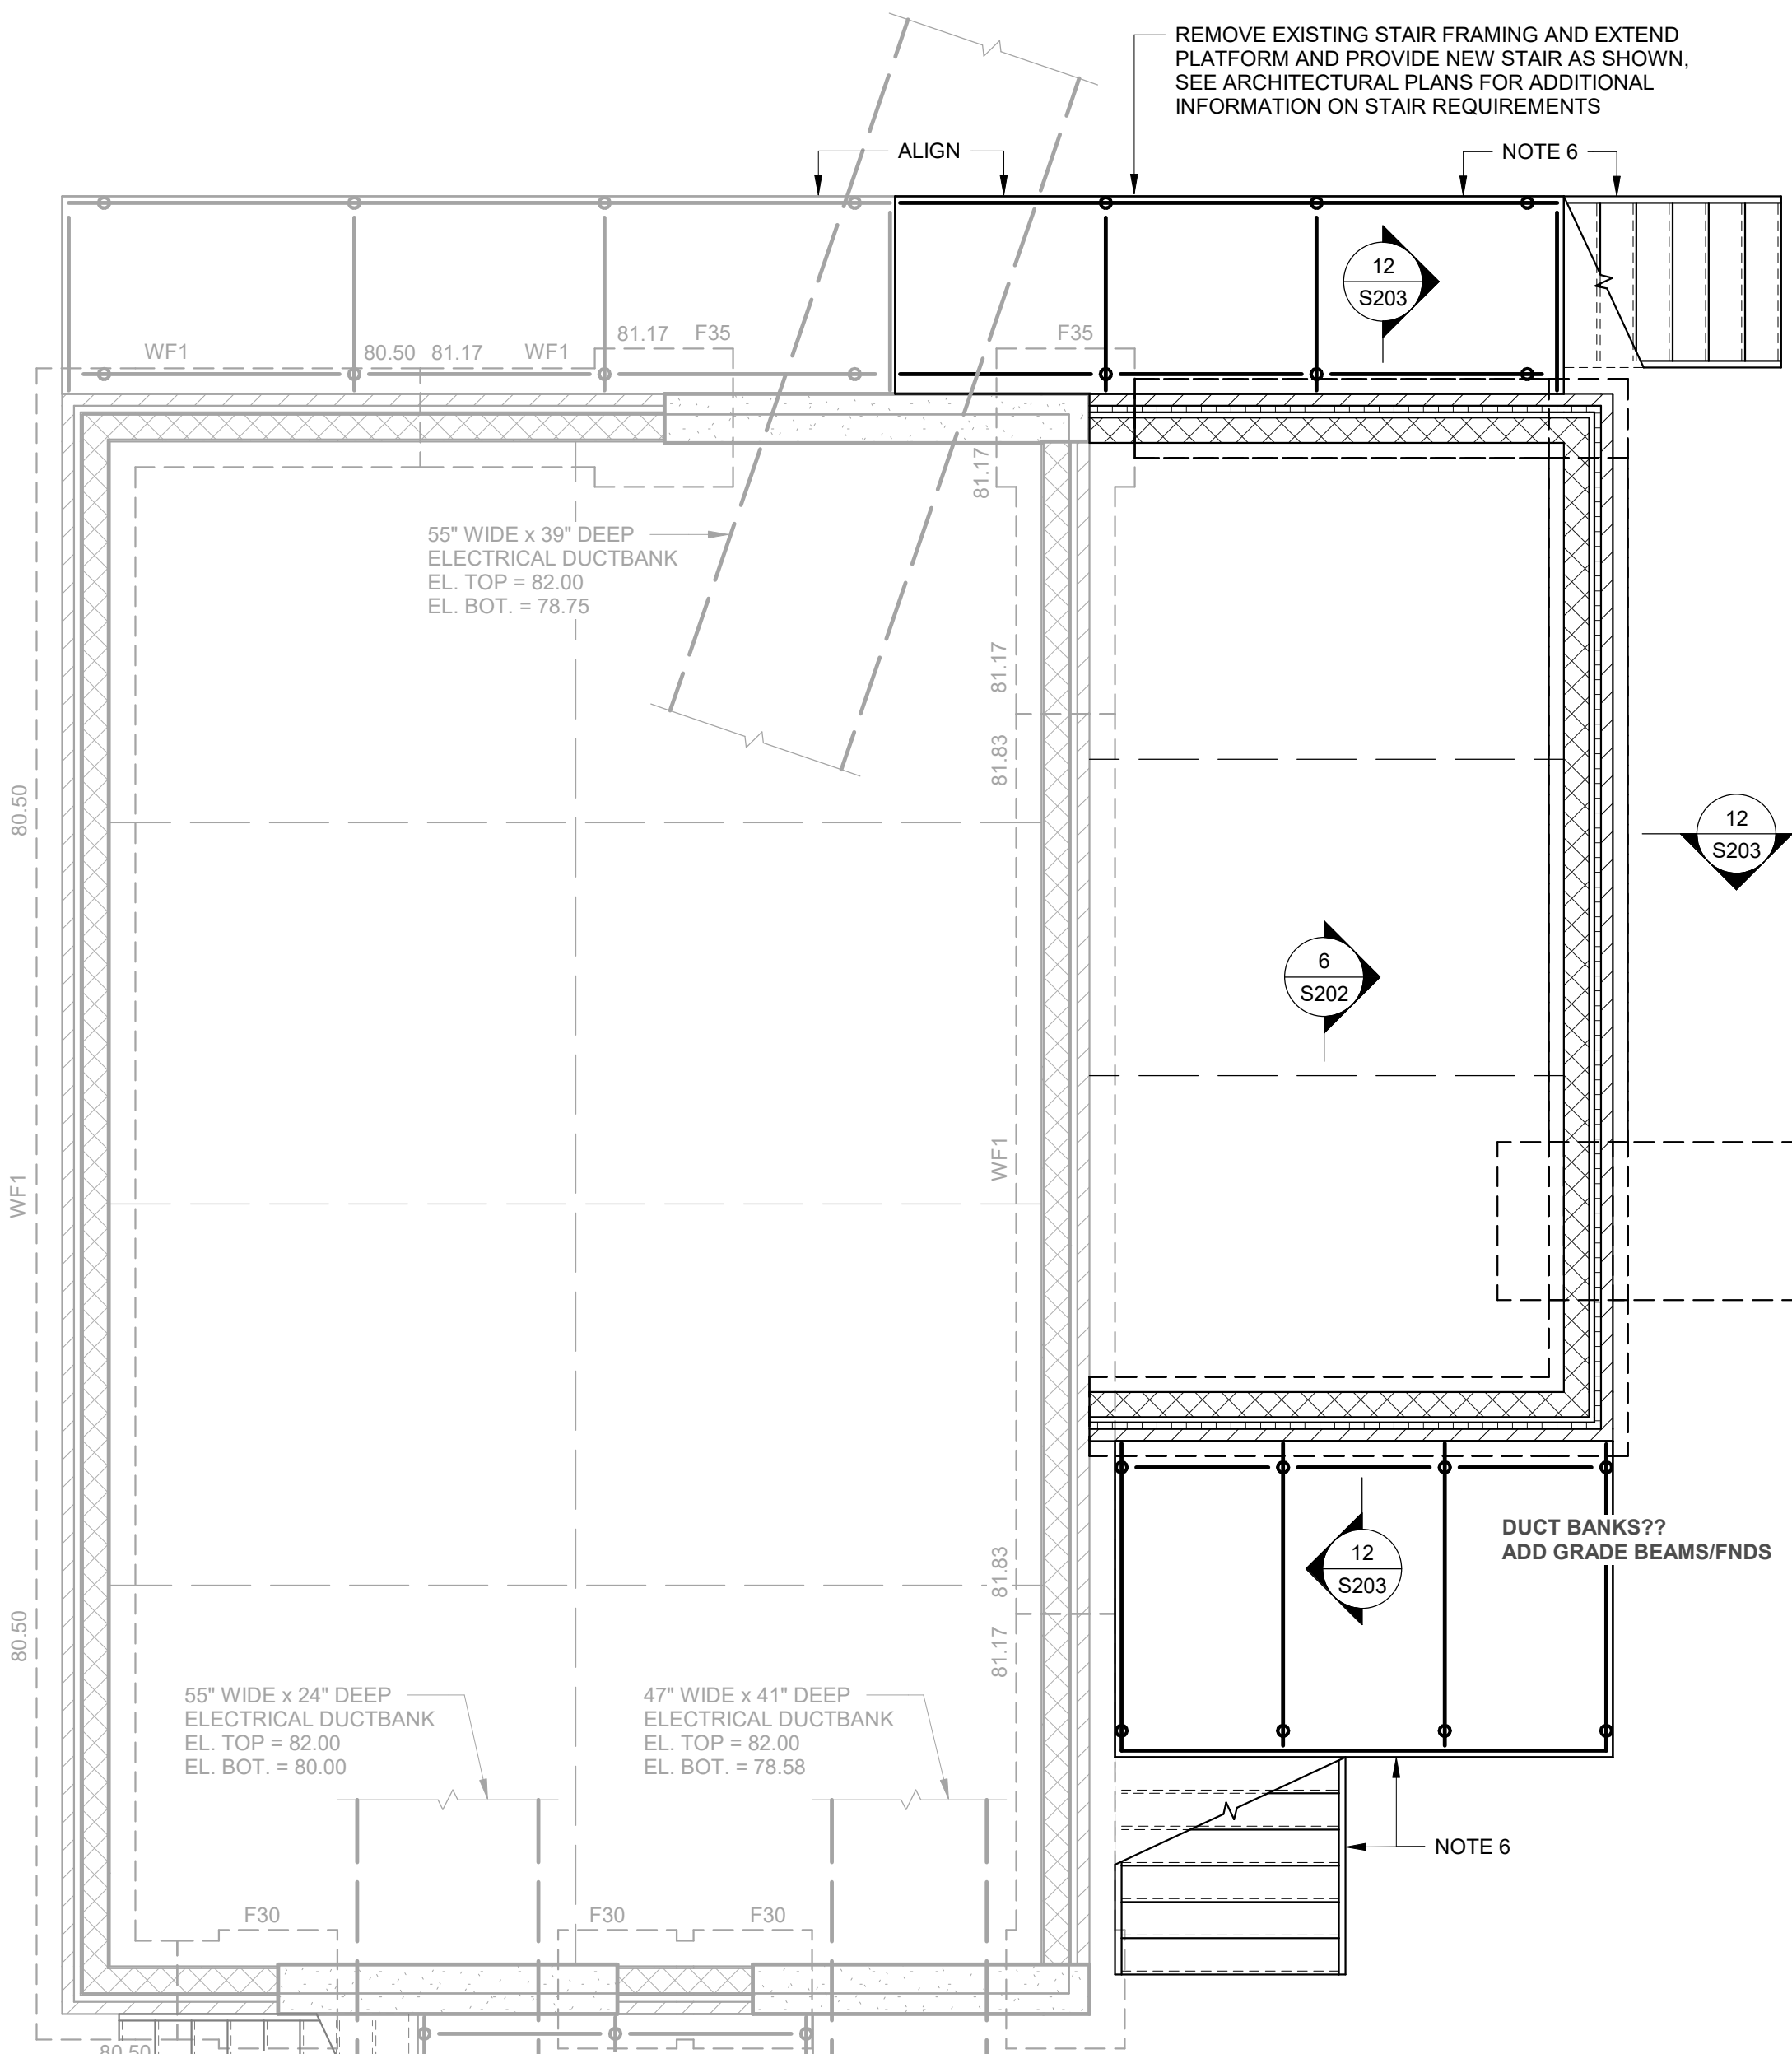 REMOVE EXISTING STAIR FRAMING AND EXTEND
PLATFORM AND PROVIDE NEW STAIR AS SHOWN,
SEE ARCHITECTURAL PLANS FOR ADDITIONAL
INFORMATION ON STAIR REQUIREMENTS
ALIGN
NOTE 6
12
S203
WF1
80.50
81.17
WF1
81.17
F35
F35
81.17
55" WIDE x 39" DEEP
ELECTRICAL DUCTBANK
EL. TOP = 82.00
EL. BOT. = 78.75
81.17
81.83
80.50
12
S203
6
S202
WF1
WF1
DUCT BANKS??
ADD GRADE BEAMS/FNDS
12
S203
81.83
81.17
80.50
55" WIDE x 24" DEEP
ELECTRICAL DUCTBANK
EL. TOP = 82.00
EL. BOT. = 80.00
47" WIDE x 41" DEEP
ELECTRICAL DUCTBANK
EL. TOP = 82.00
EL. BOT. = 78.58
NOTE 6
F30
F30
F30
80.50